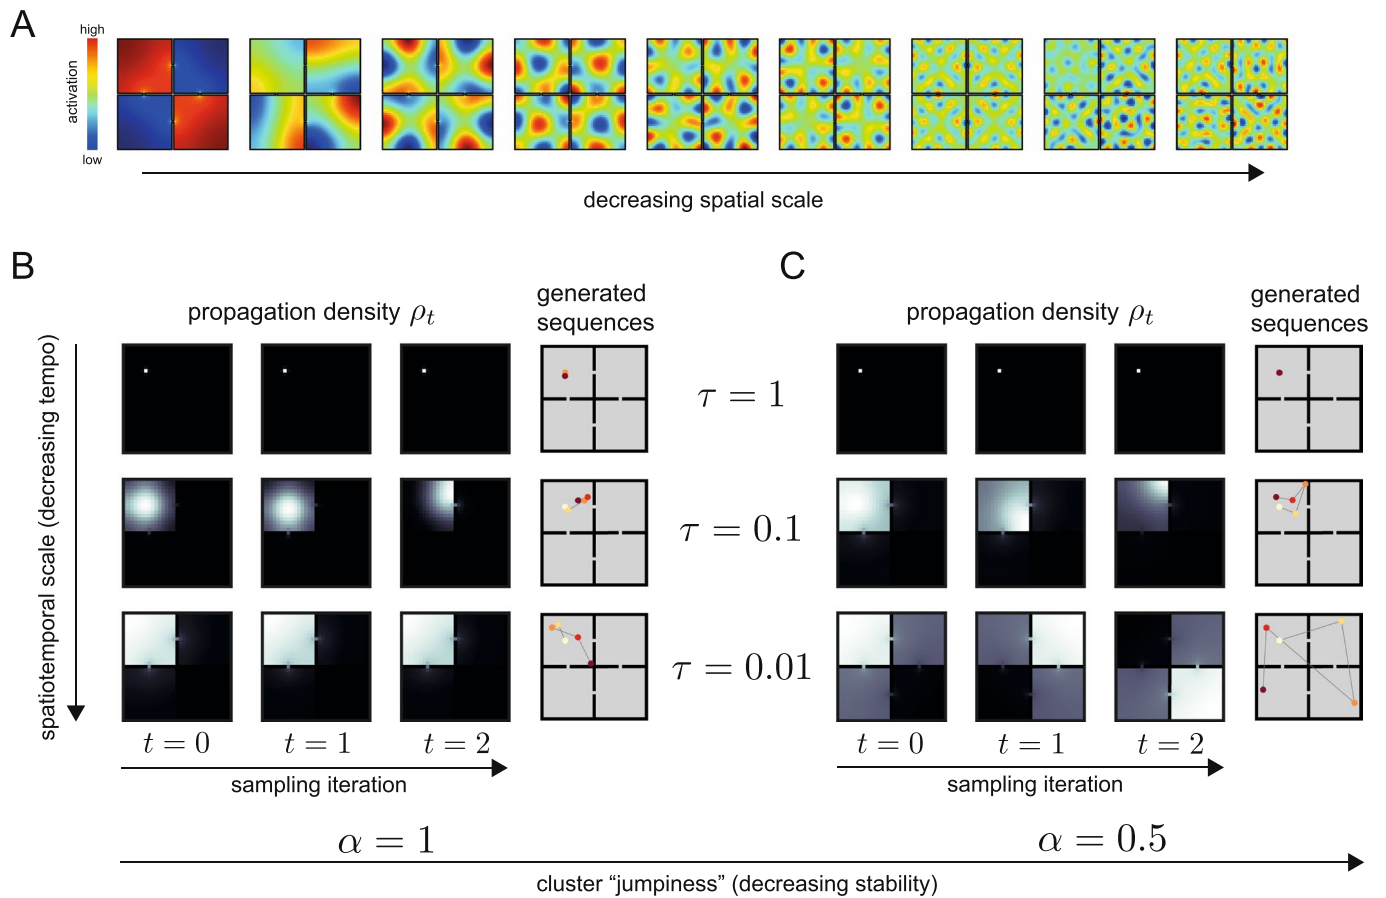 A
high
activation
low
decreasing spatial scale
B
propagation density ρt
generated
sequences
C
propagation density ρt
generated
sequences
spatiotemporal scale (decreasing tempo)
τ = 1
τ = 0.1
τ = 0.01
t = 0
t = 1
t = 2
sampling iteration
t = 0
t = 1
t = 2
sampling iteration
α = 1
α = 0.5
cluster “jumpiness” (decreasing stability)